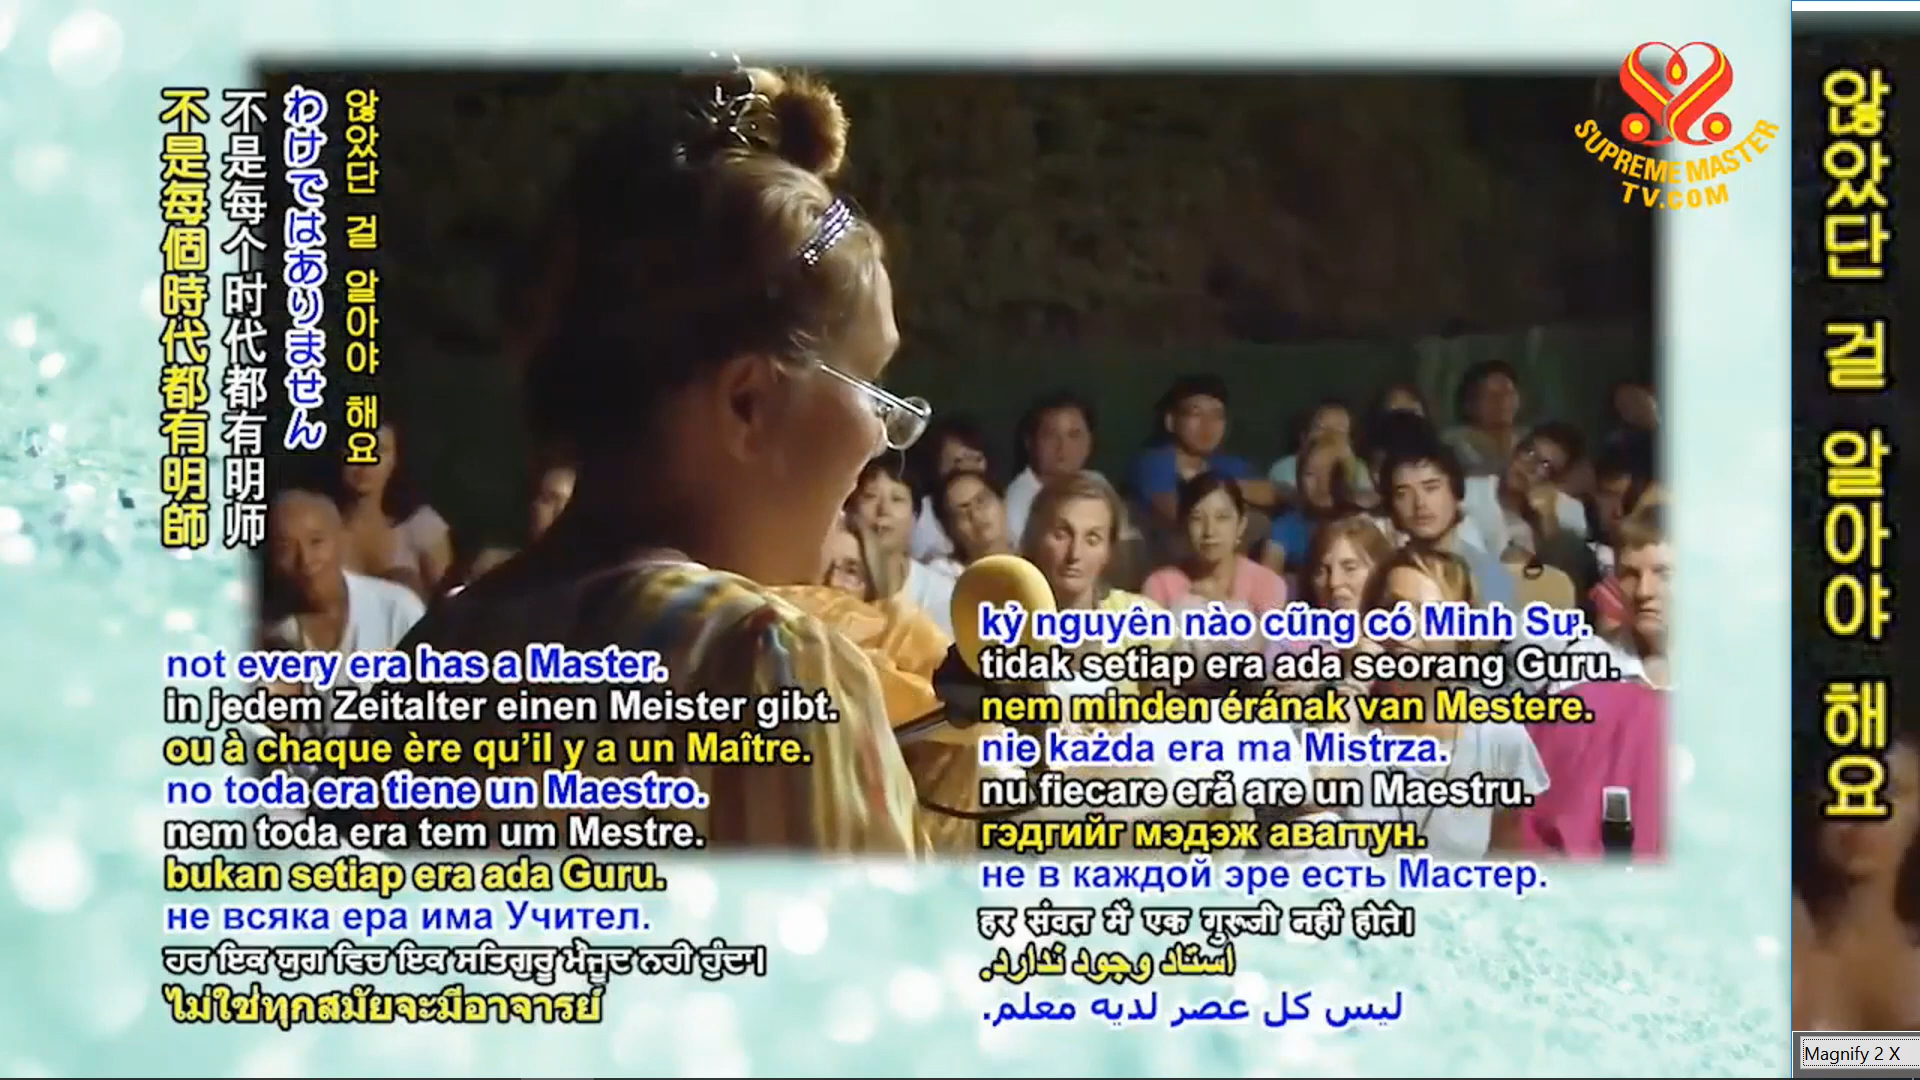 않았단 걸 알아야 해요
わけではありません
不是每个时代都有明师
不是每個時代都有明師
SUPREME MASTER
TV.COM
not every era has a Master.
in jedem Zeitalter einen Meister gibt.
ou à chaque ère qu’il y a un Maître.
no toda era tiene un Maestro.
nem toda era tem um Mestre.
bukan setiap era ada Guru.
не всяка ера има Учител.
ਹਰ ਇਕ ਯੁਗ ਵਿਚ ਇਕ ਸਤਿਗੁਰੂ ਮੌਜੂਦ ਨਹੀ ਹੁੰਦਾ।
ไม่ใช่ทุกสมัยจะมีอาจารย์
kỷ nguyên nào cũng có Minh Sư.
tidak setiap era ada seorang Guru.
nem minden érának van Mestere.
nie każda era ma Mistrza.
nu fiecare eră are un Maestru.
гэдгийг мэдэж авагтун.
не в каждой эре есть Мастер.
हर संवत में एक गुरूजी नहीं होते।
استاد وجود ندارد.
ليس كل عصر لديه معلم.
않았단 걸 알아야 해요
Magnify 2 X